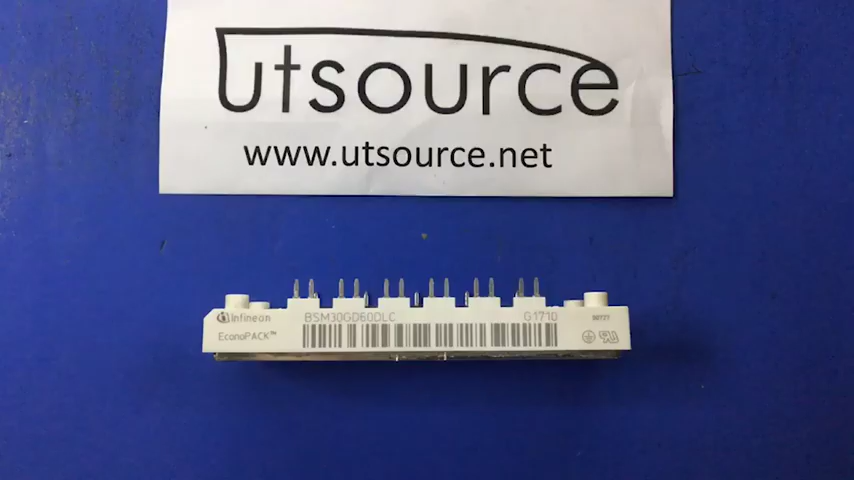 utsource
www.utsource.net
Infineon BSM30GD60DLC G1710
EconoPACK™